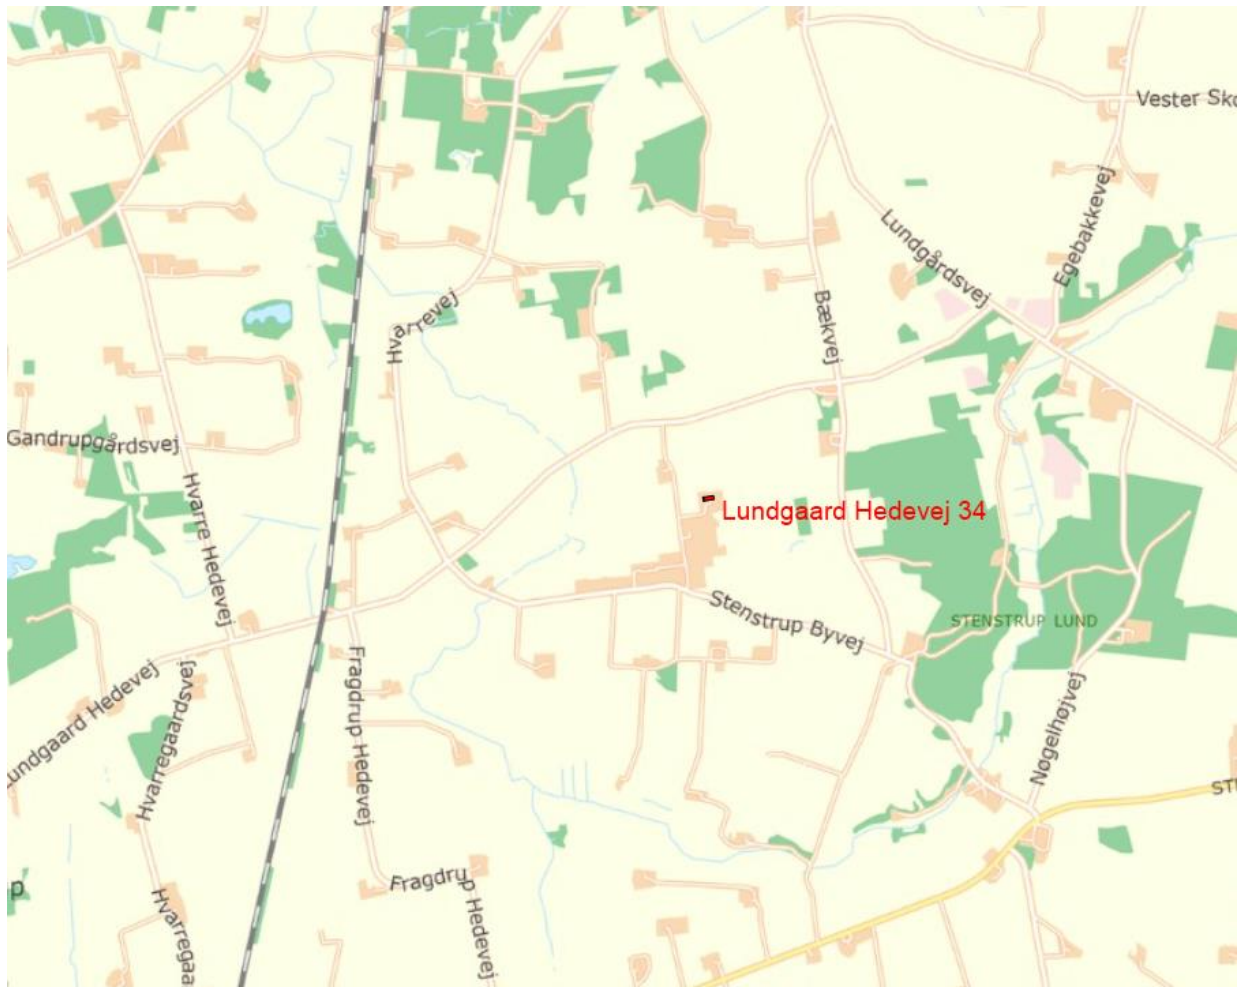 Vester Sko
Egebakkevej
Lundgårdsvej
Hvarrevej
Bækvej
Gandrupgårdsvej
Hvarre Hedevej
Lundgaard Hedevej 34
Stenstrup Byvej
STENSTRUP LUND
Lundgaard Hedevej
Hvarregaardsvej
Fragdrup Hedevej
Nøgelhøjvej
ST
p
Fragdrup Hedevej
Hvarregaa